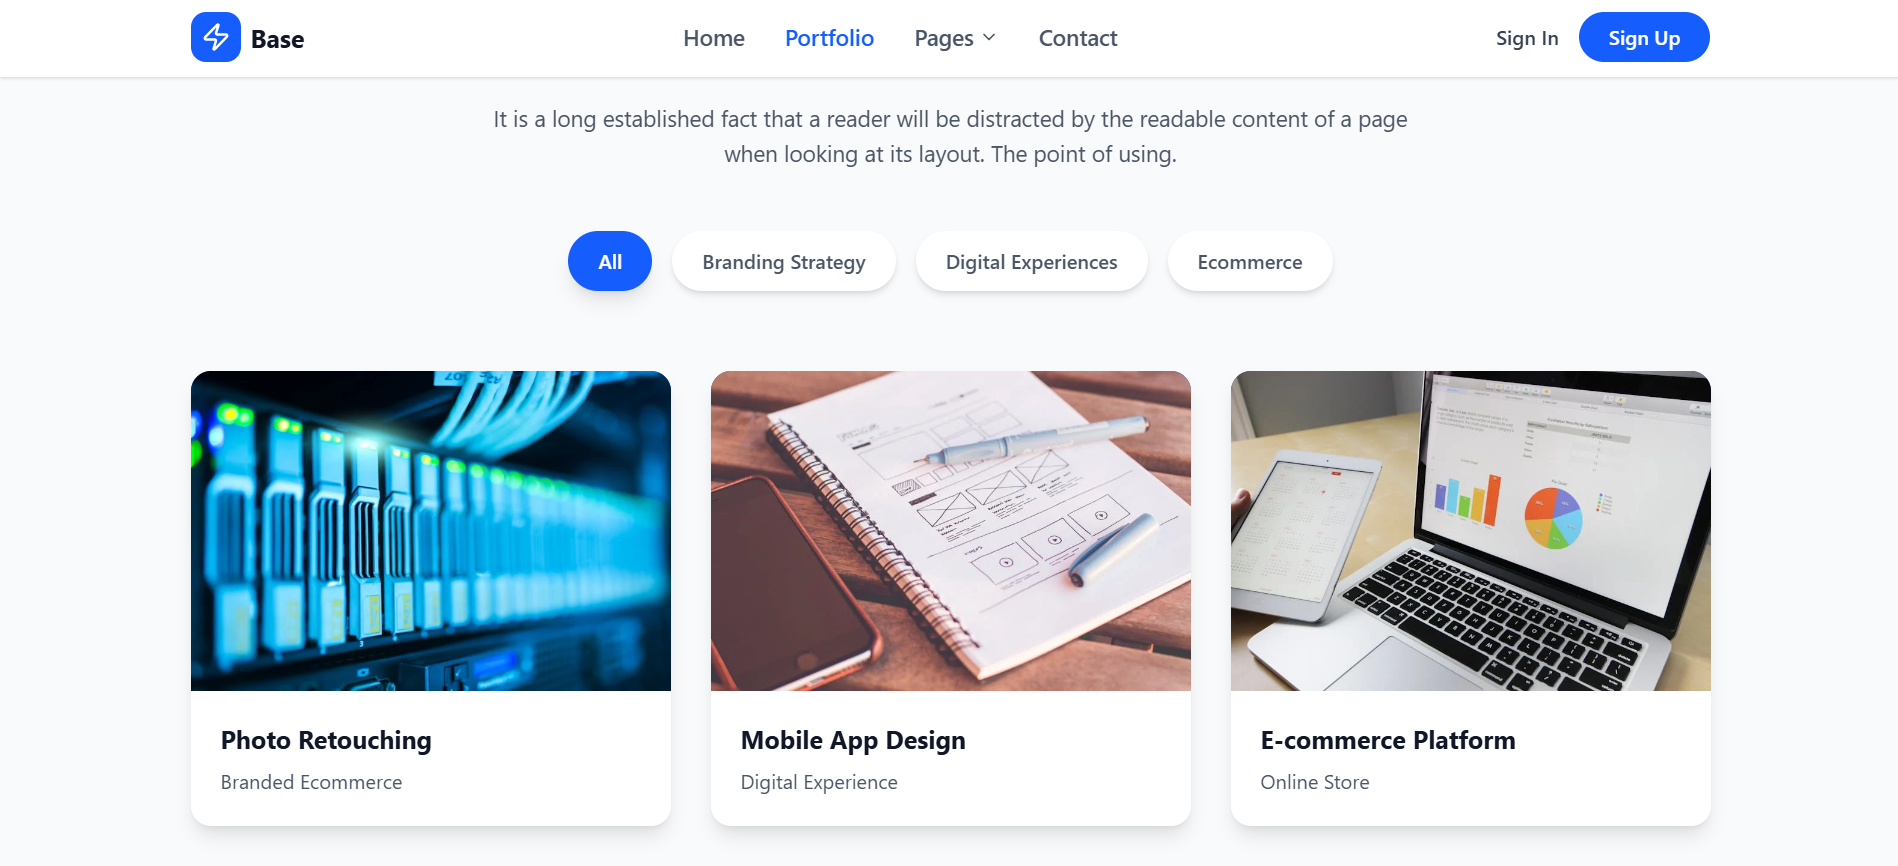 Base
Home
Portfolio
Pages
Contact
Sign In
Sign Up
It is a long established fact that a reader will be distracted by the readable content of a page
when looking at its layout. The point of using.
All
Branding Strategy
Digital Experiences
Ecommerce
Photo Retouching
Branded Ecommerce
Mobile App Design
Digital Experience
E-commerce Platform
Online Store